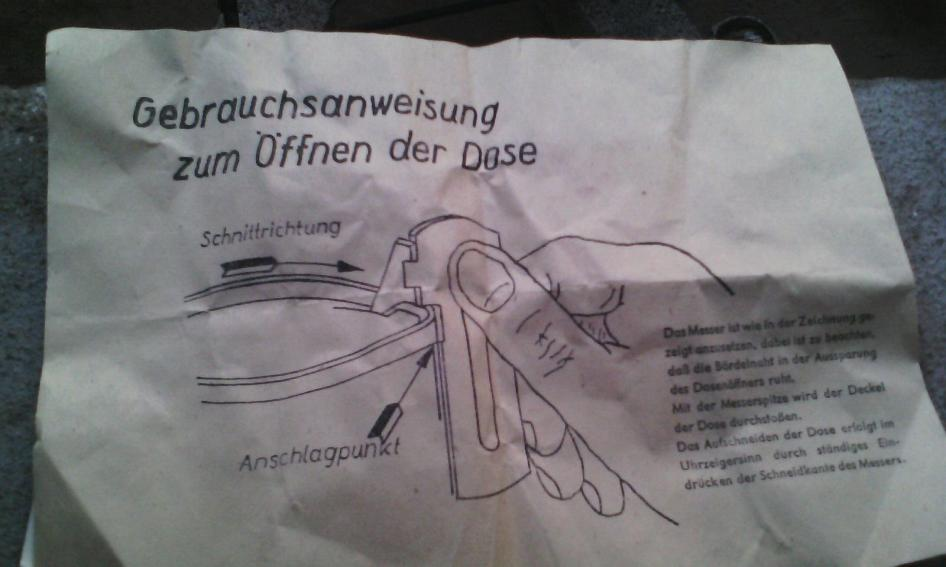 Gebrauchsanweisung
zum Öffnen der Dose
Schnittrichtung
Anschlagpunkt
Das Messer ist wie in der Zeichnung ge-
zeigt anzusetzen, dabei ist zu beachten,
daß die Bördelnaht in der Aussparung
des Dosenöffners ruht.
Mit der Messerspitze wird der Deckel
der Dose durchstoßen.
Das Aufschneiden der Dose erfolgt im
Uhrzeigersinn durch ständiges Ein-
drücken der Schneidkante des Messers.